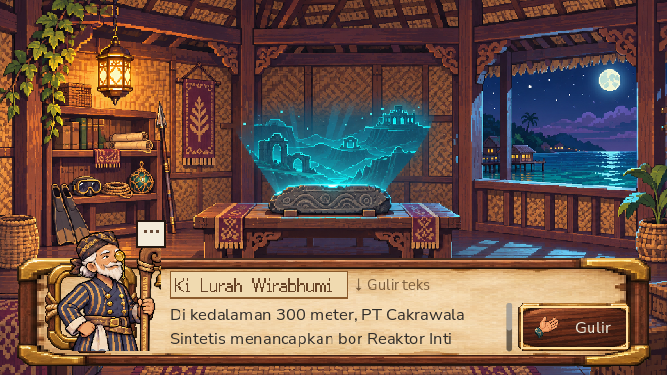 ...
Ki Lurah Wirabhumi
↓ Gulir teks
Di kedalaman 300 meter, PT Cakrawala
Sintetis menancapkan bor Reaktor Inti
Gulir